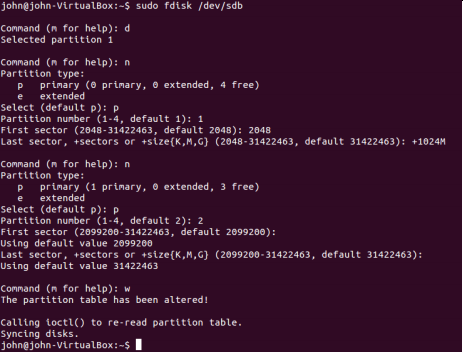 john@john-VirtualBox:~$ sudo fdisk /dev/sdb
Command (m for help): d
Selected partition 1
Command (m for help): n
Partition type:
   p   primary (0 primary, 0 extended, 4 free)
   e   extended
Select (default p): p
Partition number (1-4, default 1): 1
First sector (2048-31422463, default 2048): 2048
Last sector, +sectors or +size{K,M,G} (2048-31422463, default 31422463): +1024M
Command (m for help): n
Partition type:
   p   primary (1 primary, 0 extended, 3 free)
   e   extended
Select (default p): p
Partition number (1-4, default 2): 2
First sector (2099200-31422463, default 2099200):
Using default value 2099200
Last sector, +sectors or +size{K,M,G} (2099200-31422463, default 31422463):
Using default value 31422463
Command (m for help): w
The partition table has been altered!
Calling ioctl() to re-read partition table.
Syncing disks.
john@john-VirtualBox:~$